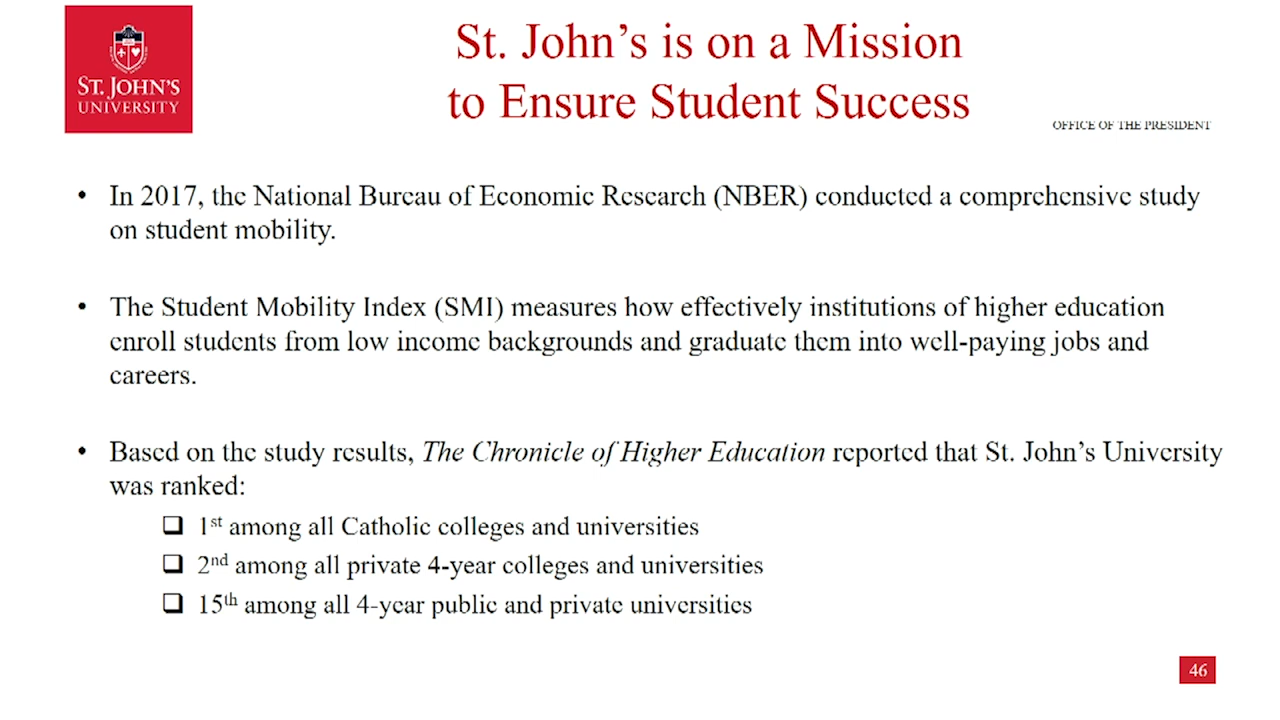 ST. JOHN'S
UNIVERSITY
St. John's is on a Mission
to Ensure Student Success
OFFICE OF THE PRESIDENT
• In 2017, the National Bureau of Economic Research (NBER) conducted a comprehensive study
on student mobility.
• The Student Mobility Index (SMI) measures how effectively institutions of higher education
enroll students from low income backgrounds and graduate them into well-paying jobs and
careers.
• Based on the study results, The Chronicle of Higher Education reported that St. John's University
was ranked:
❑ 1st among all Catholic colleges and universities
❑ 2nd among all private 4-year colleges and universities
❑ 15th among all 4-year public and private universities
46